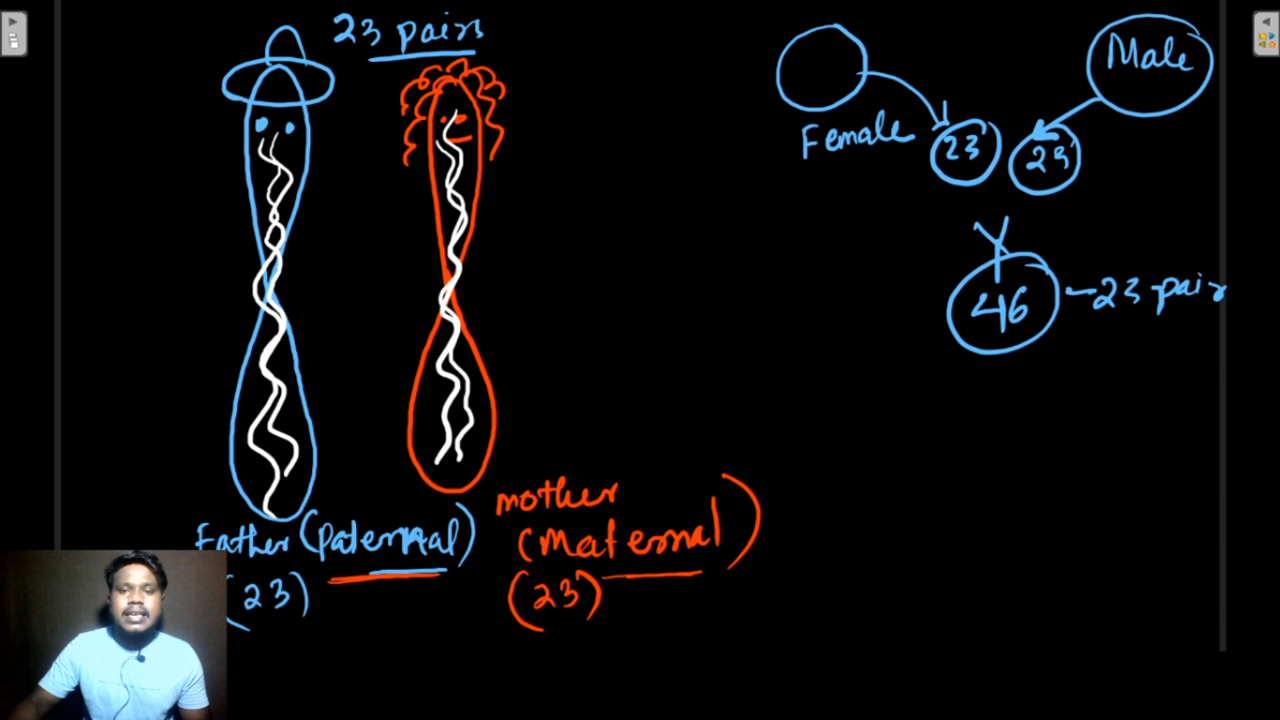 23 pairs
Father (Paternal)
(23)
mother
(Maternal)
(23)
Male
Female
23
23
46 - 23 pair